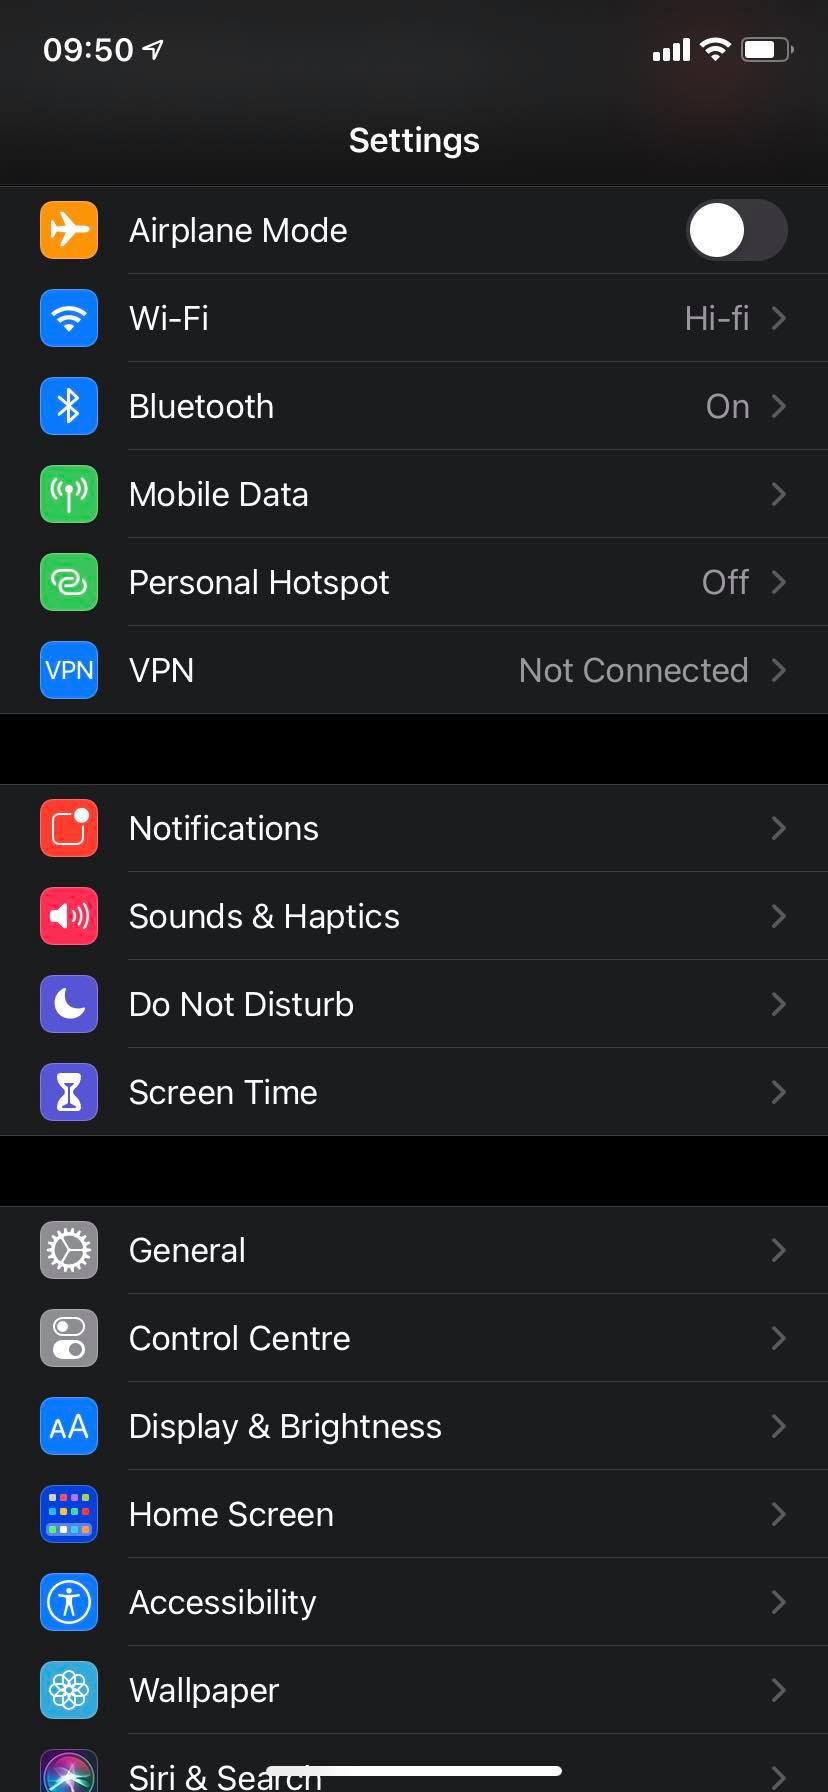 09:50
Settings
Airplane Mode
Wi-Fi Hi-fi
Bluetooth On
Mobile Data
Personal Hotspot Off
VPN VPN Not Connected
Notifications
Sounds & Haptics
Do Not Disturb
Screen Time
General
Control Centre
AA Display & Brightness
Home Screen
Accessibility
Wallpaper
Siri & Search